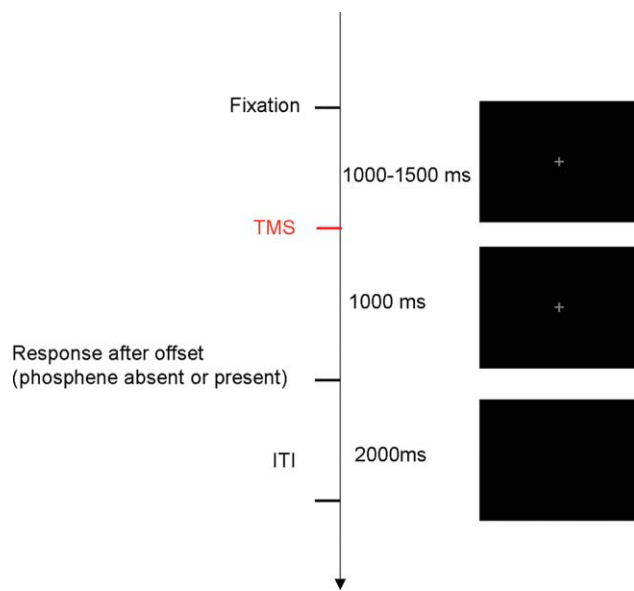 Fixation
1000-1500 ms
TMS
1000 ms
Response after offset
(phosphene absent or present)
ITI
2000ms